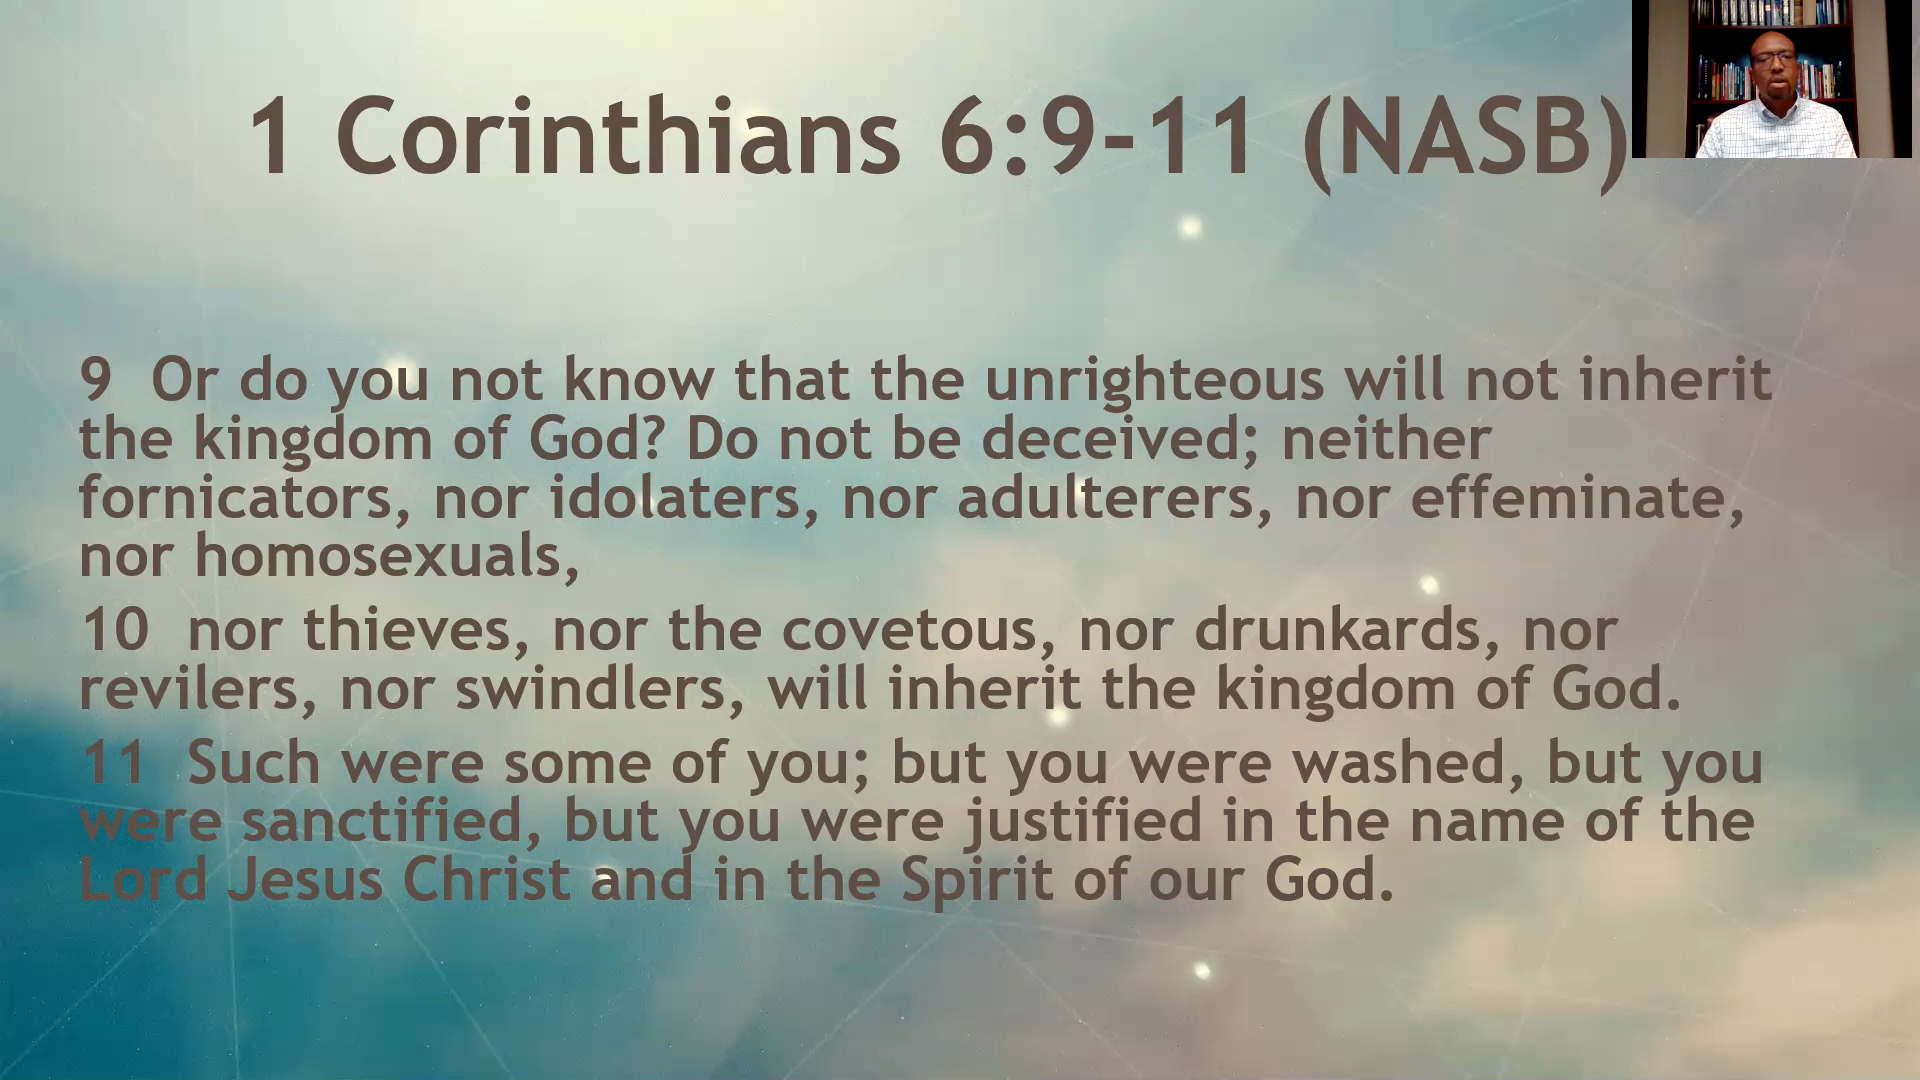 1 Corinthians 6:9-11 (NASB)
9 Or do you not know that the unrighteous will not inherit
the kingdom of God? Do not be deceived; neither
fornicators, nor idolaters, nor adulterers, nor effeminate,
nor homosexuals,
10 nor thieves, nor the covetous, nor drunkards, nor
revilers, nor swindlers, will inherit the kingdom of God.
11 Such were some of you; but you were washed, but you
were sanctified, but you were justified in the name of the
Lord Jesus Christ and in the Spirit of our God.